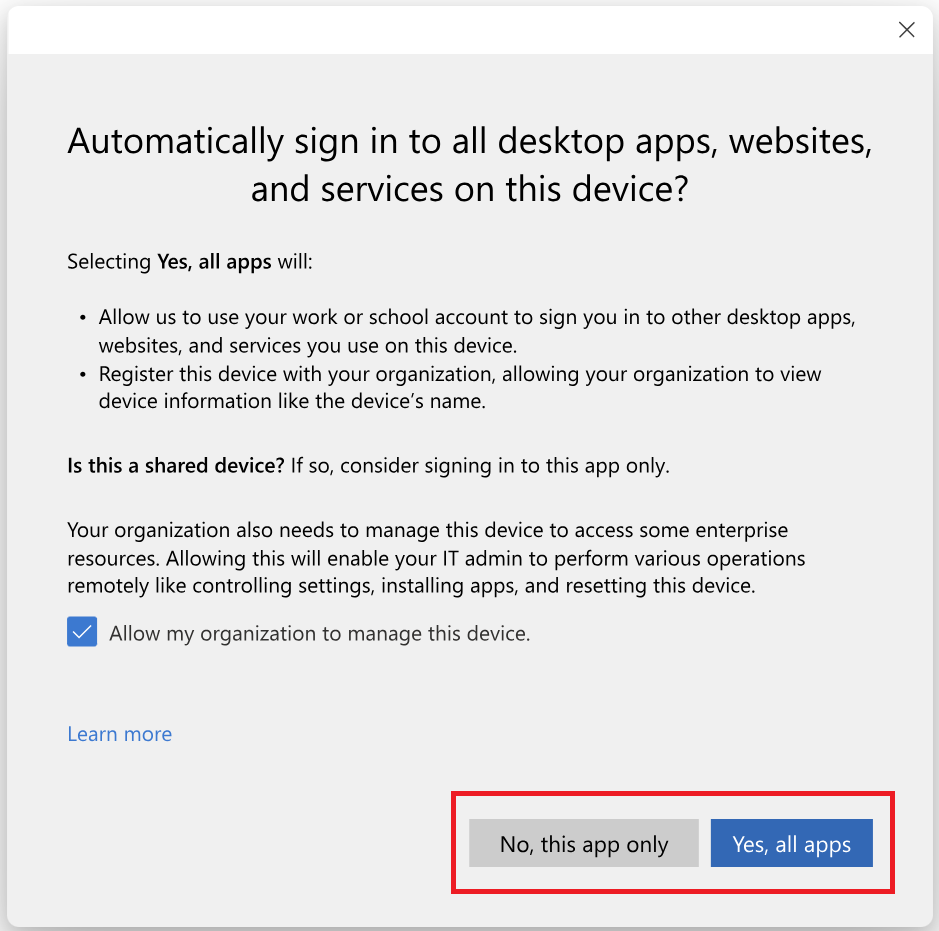 Automatically sign in to all desktop apps, websites,
and services on this device?
Selecting Yes, all apps will:
• Allow us to use your work or school account to sign you in to other desktop apps,
websites, and services you use on this device.
• Register this device with your organization, allowing your organization to view
device information like the device’s name.
Is this a shared device? If so, consider signing in to this app only.
Your organization also needs to manage this device to access some enterprise
resources. Allowing this will enable your IT admin to perform various operations
remotely like controlling settings, installing apps, and resetting this device.
Allow my organization to manage this device.
Learn more
No, this app only
Yes, all apps